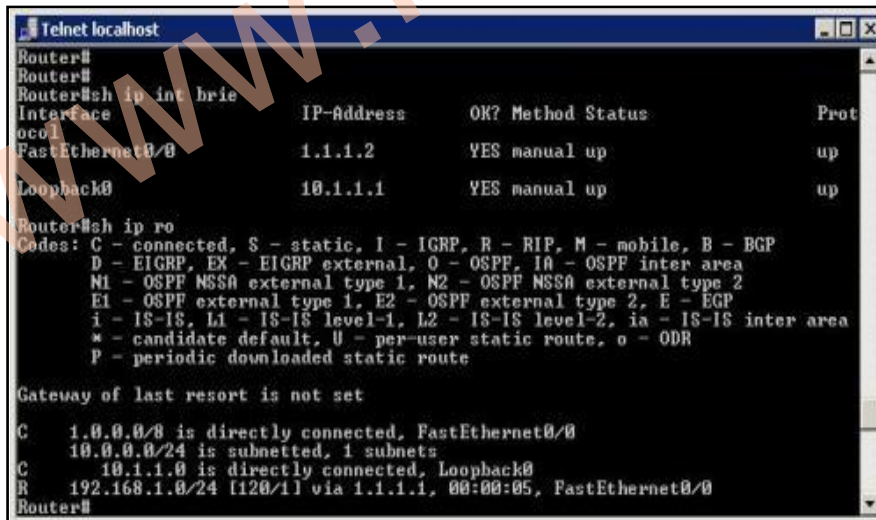 www.
Telnet localhost
Router#
Router#
Router#sh ip int brie
Interface IP-Address OK? Method Status Prot
ocol
FastEthernet0/0 1.1.1.2 YES manual up up
Loopback0 10.1.1.1 YES manual up up
Router#sh ip ro
Codes: C - connected, S - static, I - IGRP, R - RIP, M - mobile, B - BGP
D - EIGRP, EX - EIGRP external, O - OSPF, IA - OSPF inter area
N1 - OSPF NSSA external type 1, N2 - OSPF NSSA external type 2
E1 - OSPF external type 1, E2 - OSPF external type 2, E - EGP
i - IS-IS, L1 - IS-IS level-1, L2 - IS-IS level-2, ia - IS-IS inter area
* - candidate default, U - per-user static route, o - ODR
P - periodic downloaded static route
Gateway of last resort is not set
C 1.0.0.0/8 is directly connected, FastEthernet0/0
10.0.0.0/24 is subnetted, 1 subnets
C 10.1.1.0 is directly connected, Loopback0
R 192.168.1.0/24 [120/1] via 1.1.1.1, 00:00:05, FastEthernet0/0
Router#